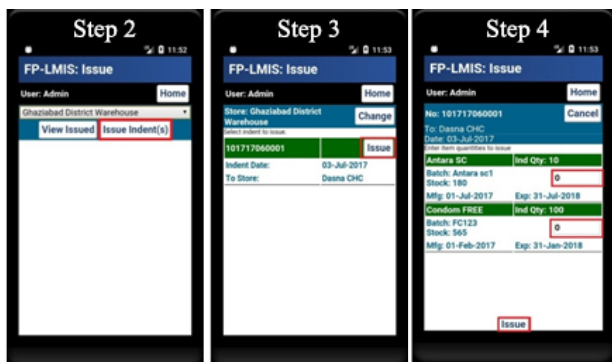 Step 2
11:52
FP-LMIS: Issue
User: Admin
Home
Ghaziabad District Warehouse
View Issued
Issue Indent(s)
Step 3
11:53
FP-LMIS: Issue
User: Admin
Home
Store: Ghaziabad District
Warehouse
Change
Select indent to issue.
101717060001
Issue
Indent Date: 03-Jul-2017
To Store: Dasna CHC
Step 4
11:53
FP-LMIS: Issue
User: Admin
Home
No: 101717060001
Cancel
To: Dasna CHC
Date: 03-Jul-2017
Enter item quantities to issue
Antara SC Ind Qty: 10
Batch: Antara sc1
Stock: 180
0
Mfg: 01-Jul-2017 Exp: 31-Jul-2018
Condom FREE Ind Qty: 100
Batch: FC123
Stock: 565
0
Mfg: 01-Feb-2017 Exp: 31-Jan-2018
Issue